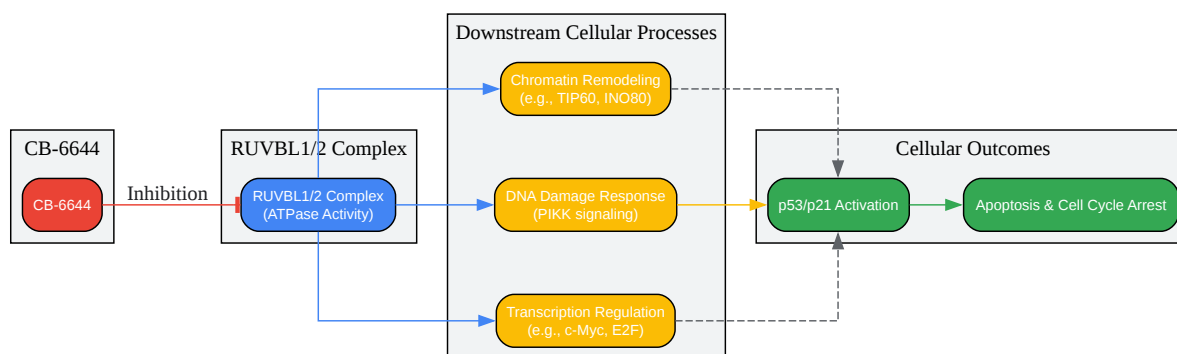 Downstream Cellular Processes
Chromatin Remodeling
(e.g., TIP60, INO80)
CB-6644
RUVBL1/2 Complex
Cellular Outcomes
CB-6644
Inhibition
RUVBL1/2 Complex
(ATPase Activity)
DNA Damage Response
(PIKK signaling)
p53/p21 Activation
Apoptosis & Cell Cycle Arrest
Transcription Regulation
(e.g., c-Myc, E2F)